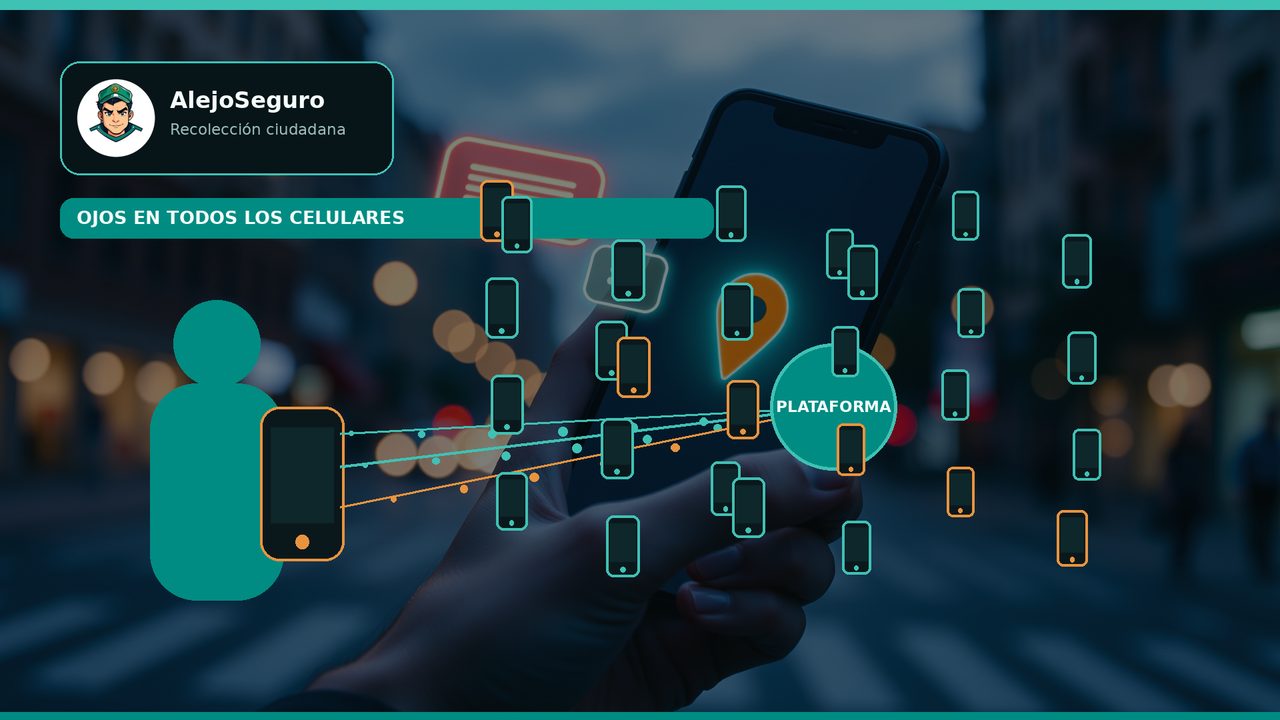 AlejoSeguro
Recolección ciudadana
OJOS EN TODOS LOS CELULARES
PLATAFORMA